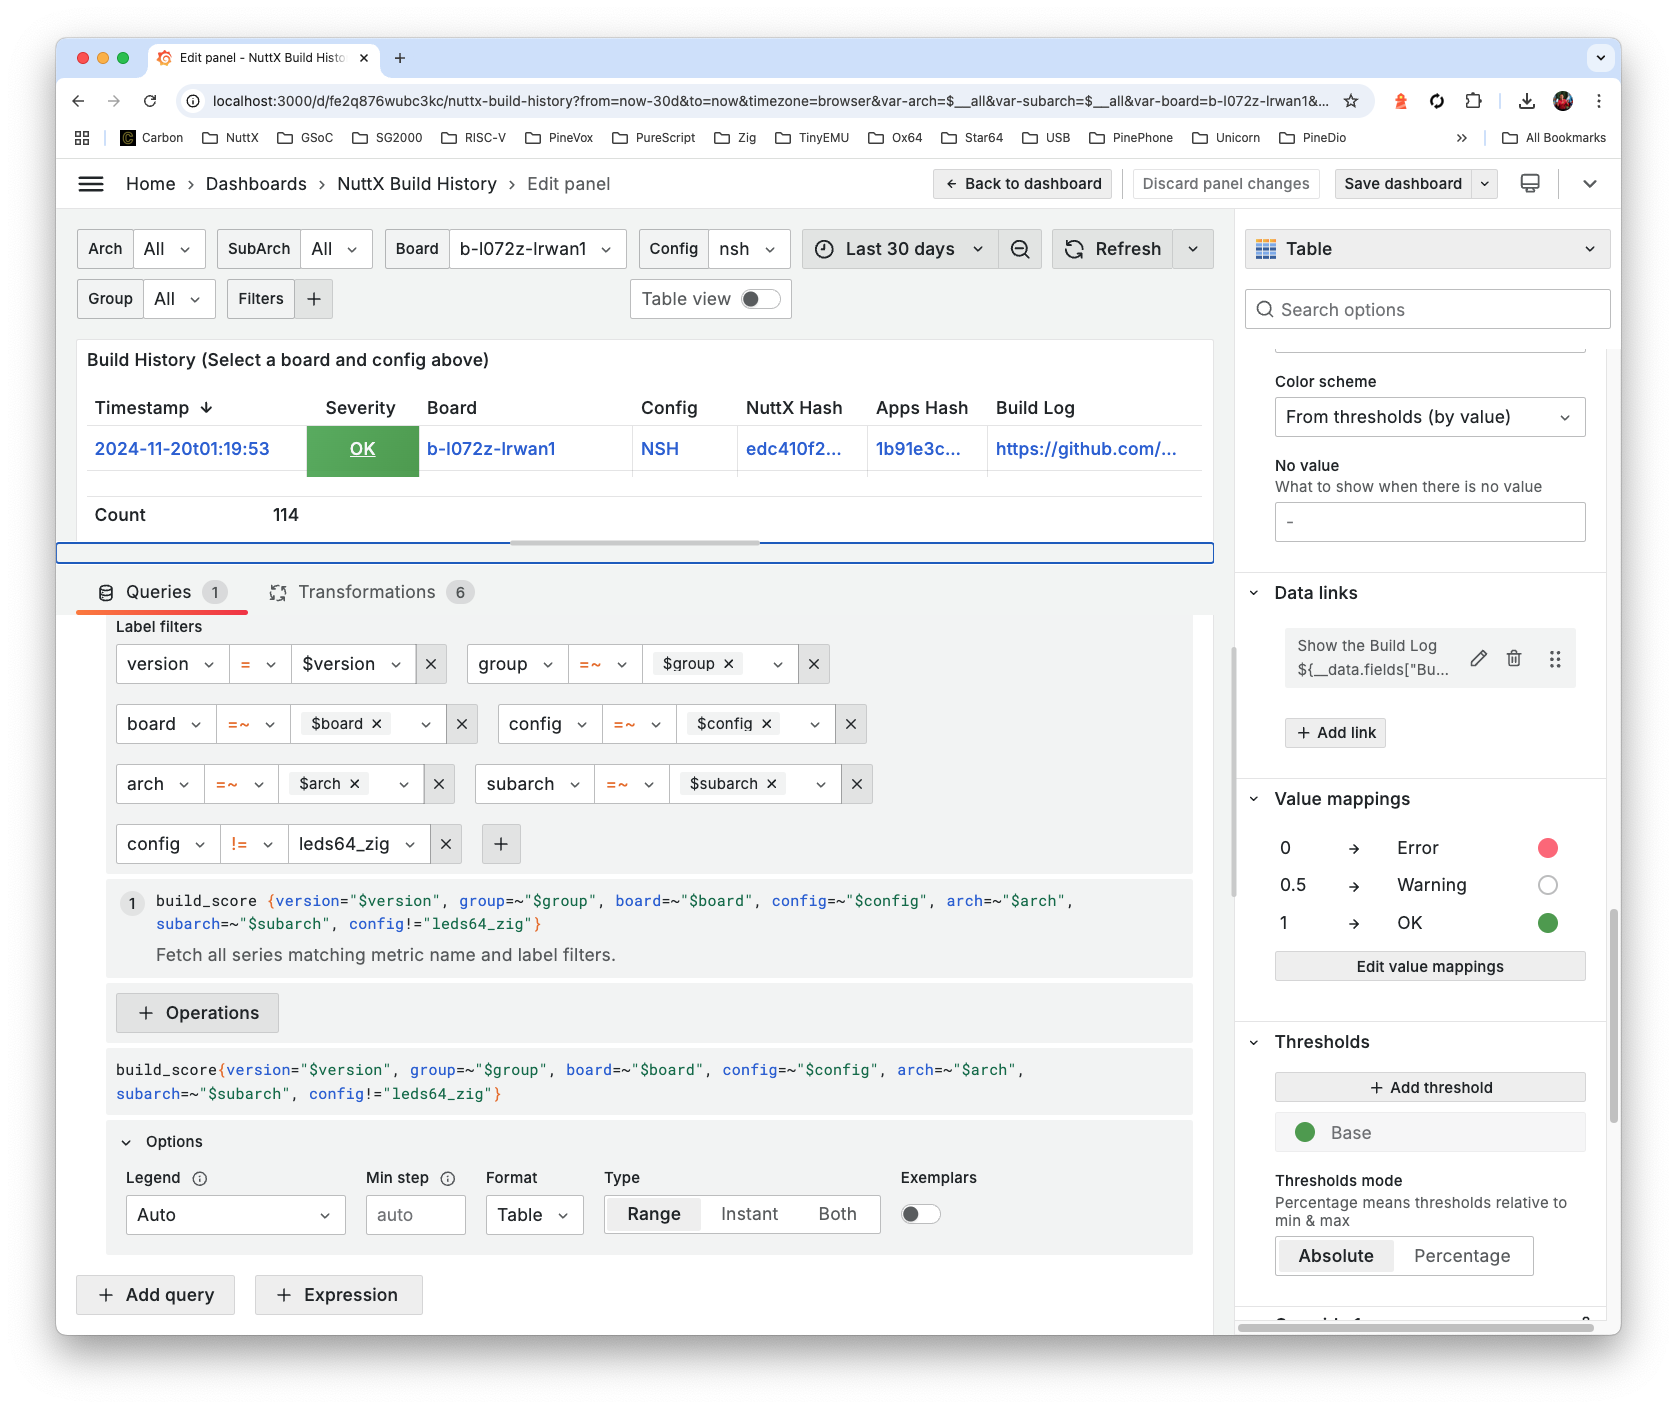 Edit panel - NuttX Build Histo
localhost:3000/d/fe2q876wubc3kc/nuttx-build-history?from=now-30d&to=now&timezone=browser&var-arch=$__all&var-subarch=$__all&var-board=b-l072z-lrwan1&...
Carbon NuttX GSoC SG2000 RISC-V PineVox PureScript Zig TinyEMU Ox64 Star64 USB PinePhone Unicorn PineDio » All Bookmarks
Home › Dashboards › NuttX Build History › Edit panel
Back to dashboard Discard panel changes Save dashboard
Arch All SubArch All Board b-l072z-lrwan1 Config nsh Last 30 days Refresh
Group All Filters + Table view
Build History (Select a board and config above)
Timestamp ↓ Severity Board Config NuttX Hash Apps Hash Build Log
2024-11-20t01:19:53 OK b-l072z-lrwan1 NSH edc410f2... 1b91e3c... https://github.com/...
Count 114
Queries 1 Transformations 6
Label filters
version = $version group =~ $group
board =~ $board config =~ $config
arch =~ $arch subarch =~ $subarch
config != leds64_zig +
1 build_score {version="$version", group=~"$group", board=~"$board", config=~"$config", arch=~"$arch",
subarch=~"$subarch", config!="leds64_zig"}
Fetch all series matching metric name and label filters.
+ Operations
build_score{version="$version", group=~"$group", board=~"$board", config=~"$config", arch=~"$arch",
subarch=~"$subarch", config!="leds64_zig"}
Options
Legend Min step Format Type Exemplars
Auto auto Table Range Instant Both
+ Add query + Expression
Table
Search options
Color scheme
From thresholds (by value)
No value
What to show when there is no value
-
Data links
Show the Build Log
${__data.fields["Bu...
+ Add link
Value mappings
0 → Error
0.5 → Warning
1 → OK
Edit value mappings
Thresholds
+ Add threshold
Base
Thresholds mode
Percentage means thresholds relative to
min & max
Absolute Percentage